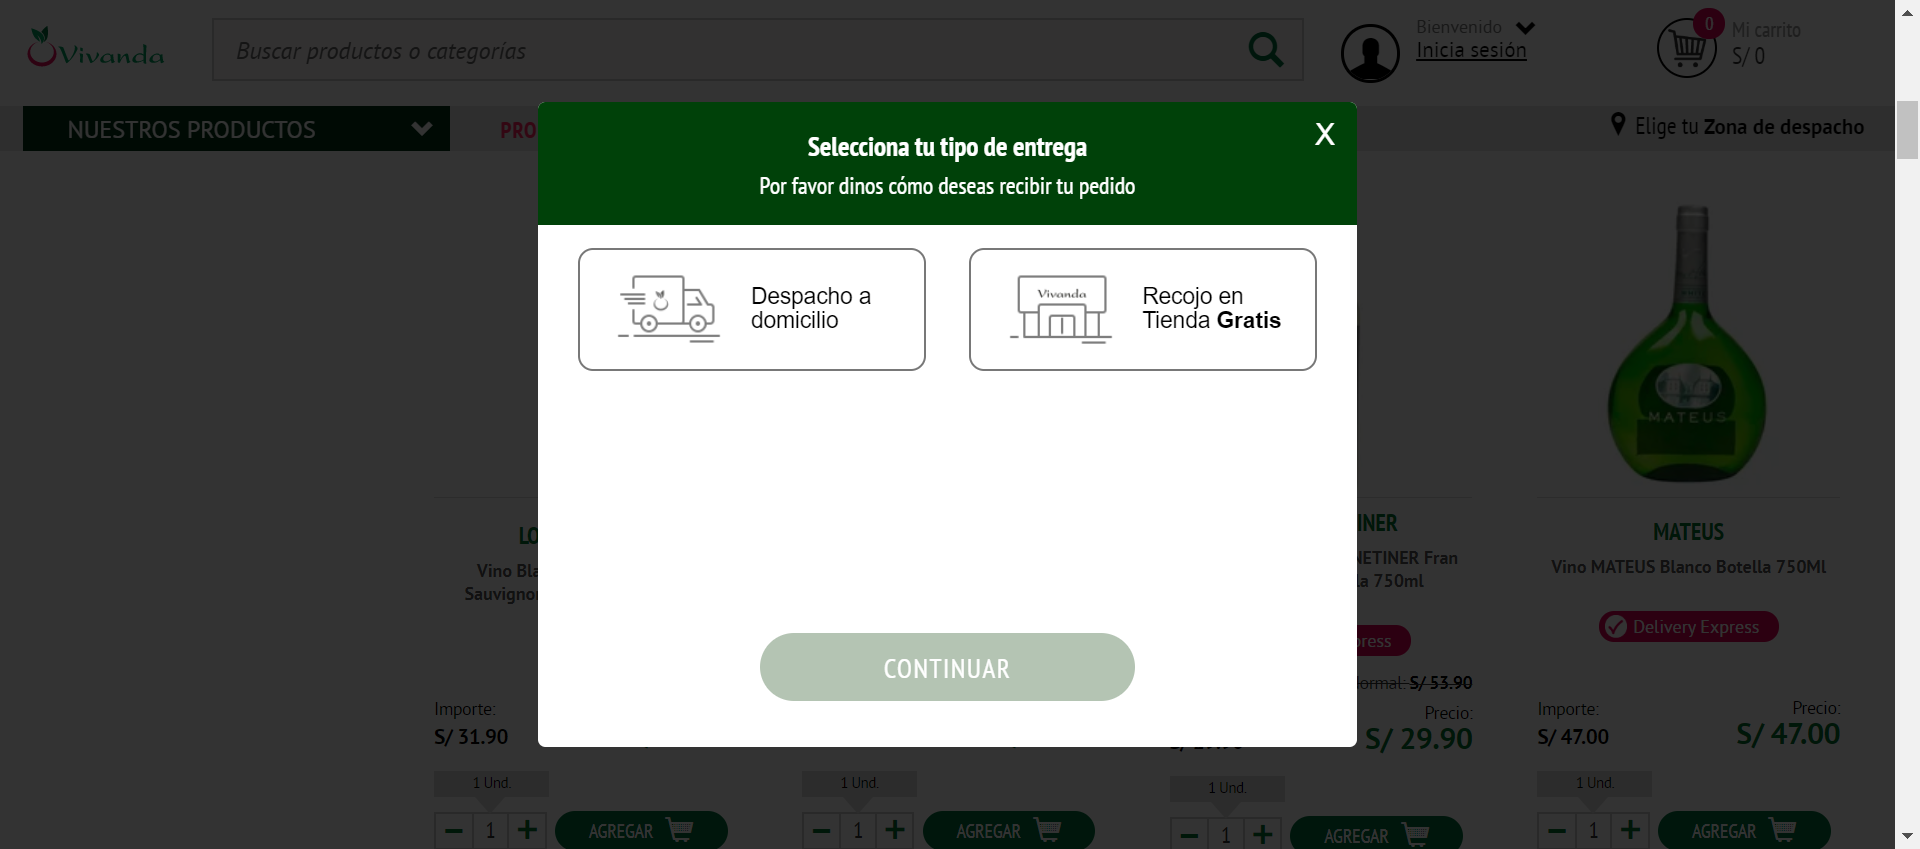 Vivanda
Buscar productos o categorías
Bienvenido
Inicia sesión
0
Mi carrito
S/ 0
NUESTROS PRODUCTOS
PRO
Elige tu Zona de despacho
Selecciona tu tipo de entrega
X
Por favor dinos cómo deseas recibir tu pedido
Despacho a
domicilio
Vivanda
Recojo en
Tienda Gratis
CONTINUAR
MATEUS
LO
Vino Bla
Sauvignon
INER
NETINER Fran
la 750ml
press
ormal: S/ 53.90
MATEUS
Vino MATEUS Blanco Botella 750Ml
Delivery Express
Importe:
S/ 31.90
Precio:
S/ 29.90
Importe:
S/ 47.00
Precio:
S/ 47.00
1 Und.
1 Und.
1 Und.
1 Und.
− 1 + AGREGAR
− 1 + AGREGAR
− 1 + AGREGAR
− 1 + AGREGAR